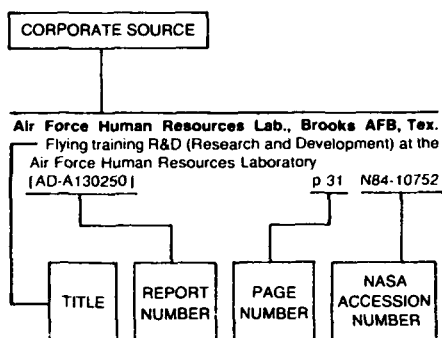 CORPORATE SOURCE
Air Force Human Resources Lab., Brooks AFB, Tex.
Flying training R&D (Research and Development) at the
Air Force Human Resources Laboratory
[AD-A130250] p 31 N84-10752
TITLE
REPORT
NUMBER
PAGE
NUMBER
NASA
ACCESSION
NUMBER